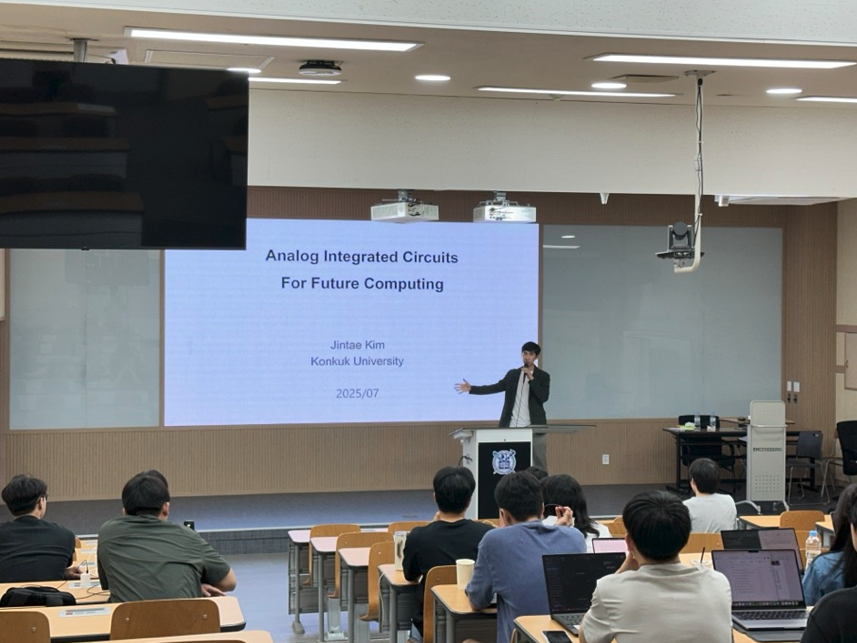 Analog Integrated Circuits
For Future Computing
Jintae Kim
Konkuk University
2025/07